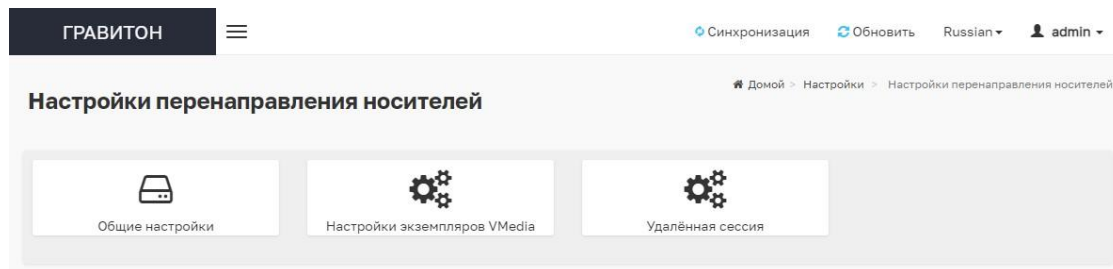 ГРАВИТОН
Синхронизация Обновить Russian admin
Домой > Настройки > Настройки перенаправления носителей
Настройки перенаправления носителей
Общие настройки
Настройки экземпляров VMedia
Удалённая сессия